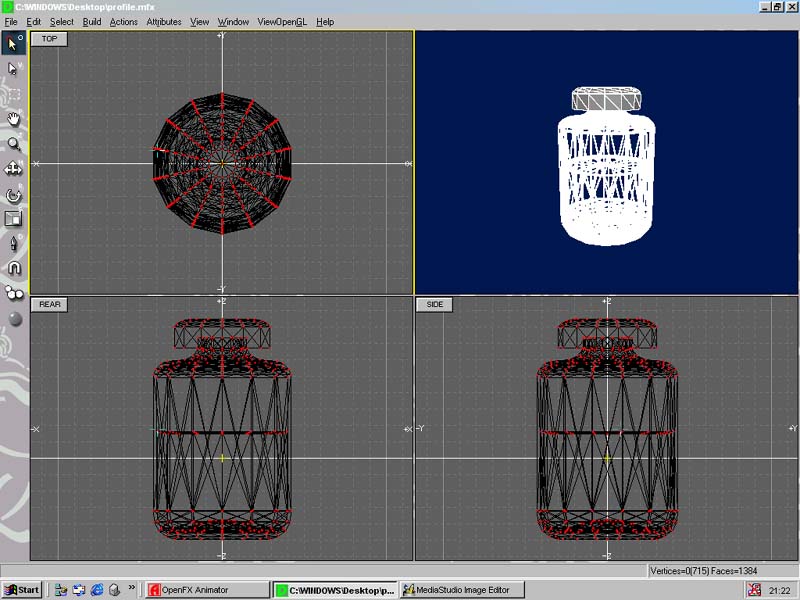 C:\WINDOWS\Desktop\profile.mfx
File Edit Select Build Actions Attributes View Window ViewOpenGL Help
TOP
+Y
-X
X
-Y
REAR
SIDE
+Z
+Z
-X
+X
-Y
+Y
-Z
-Z
Vertices=0[715] Faces=1384
Start
»
OpenFX Animator
C:\WINDOWS\Desktop\p...
MediaStudio Image Editor
21:22